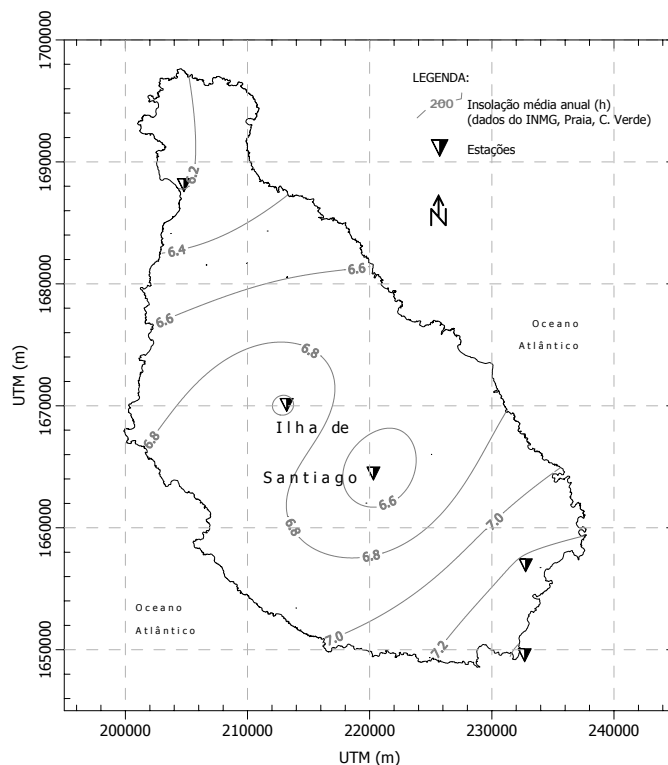 1700000
LEGENDA:
200 Insolação média anual (h)
(dados do INMG, Praia, C. Verde)
Estações
N
1690000
6.2
6.4
6.6
6.6
1680000
Oceano
Atlântico
6.8
UTM (m)
1670000
Ilha de
6.8
Santiago
6.6
7.0
6.8
6.8
1660000
Oceano
Atlântico
7.0
7.2
1650000
200000
210000
220000
230000
240000
UTM (m)